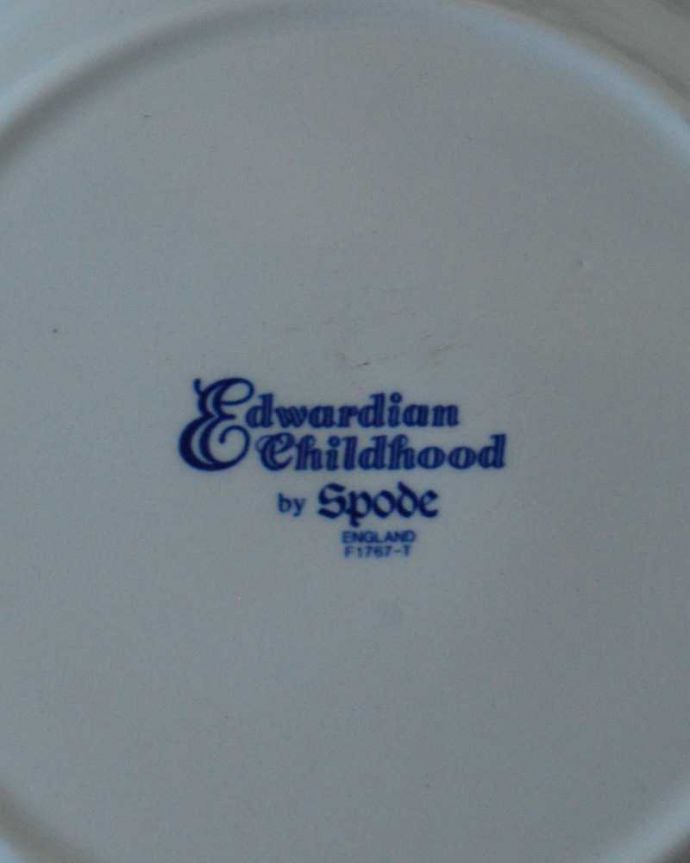 Edwardian
Childhood
by Spode
ENGLAND
F1767-T